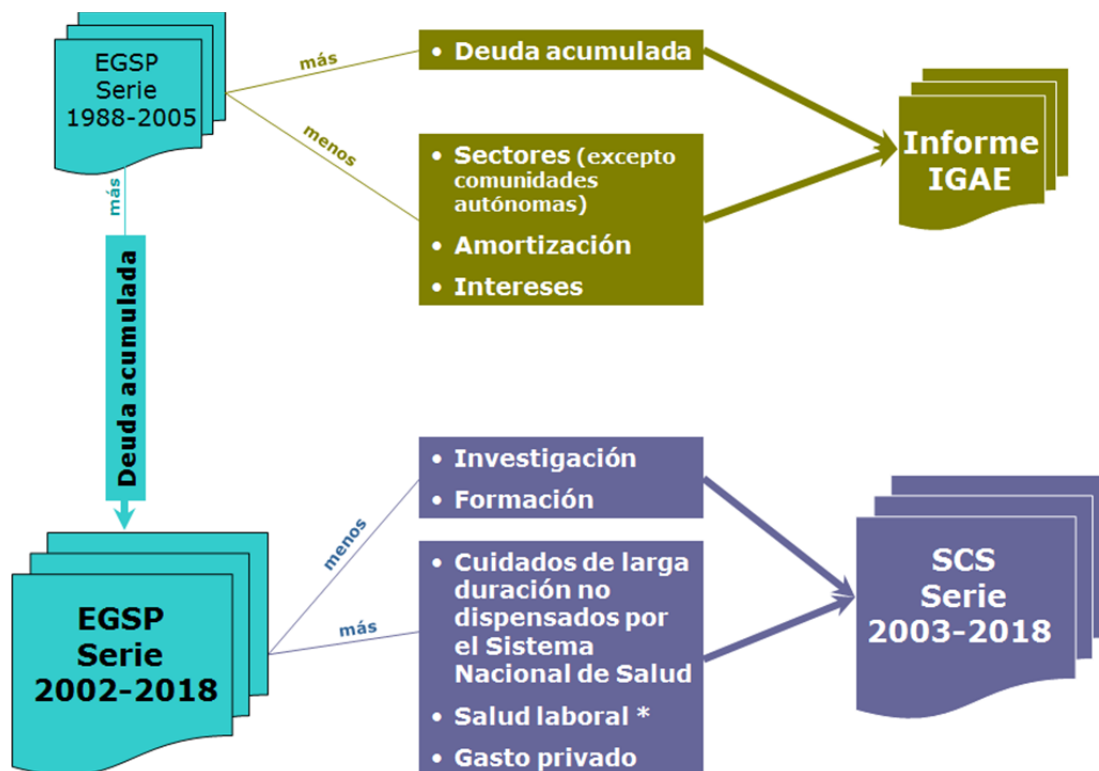 EGSP
Serie
1988-2005
más
menos
• Deuda acumulada
• Sectores (excepto
comunidades
autónomas)
• Amortización
• Intereses
Informe
IGAE
más
Deuda acumulada
EGSP
Serie
2002-2018
menos
más
• Investigación
• Formación
• Cuidados de larga
duración no
dispensados por
el Sistema
Nacional de Salud
• Salud laboral *
• Gasto privado
SCS
Serie
2003-2018